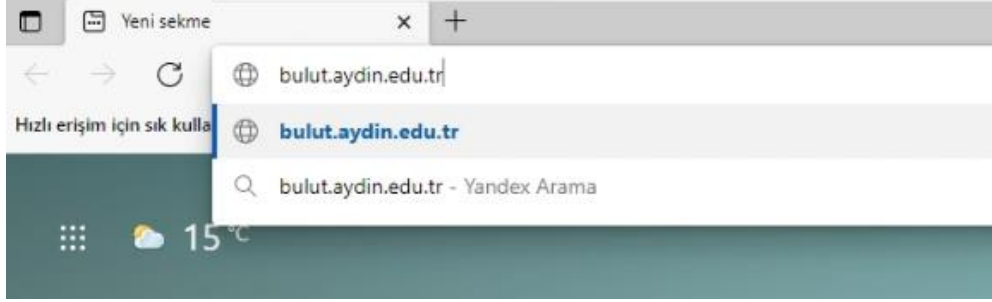 Yeni sekme
bulut.aydin.edu.tr
Hızlı erişim için sık kulla
bulut.aydin.edu.tr
bulut.aydin.edu.tr - Yandex Arama
15 °C